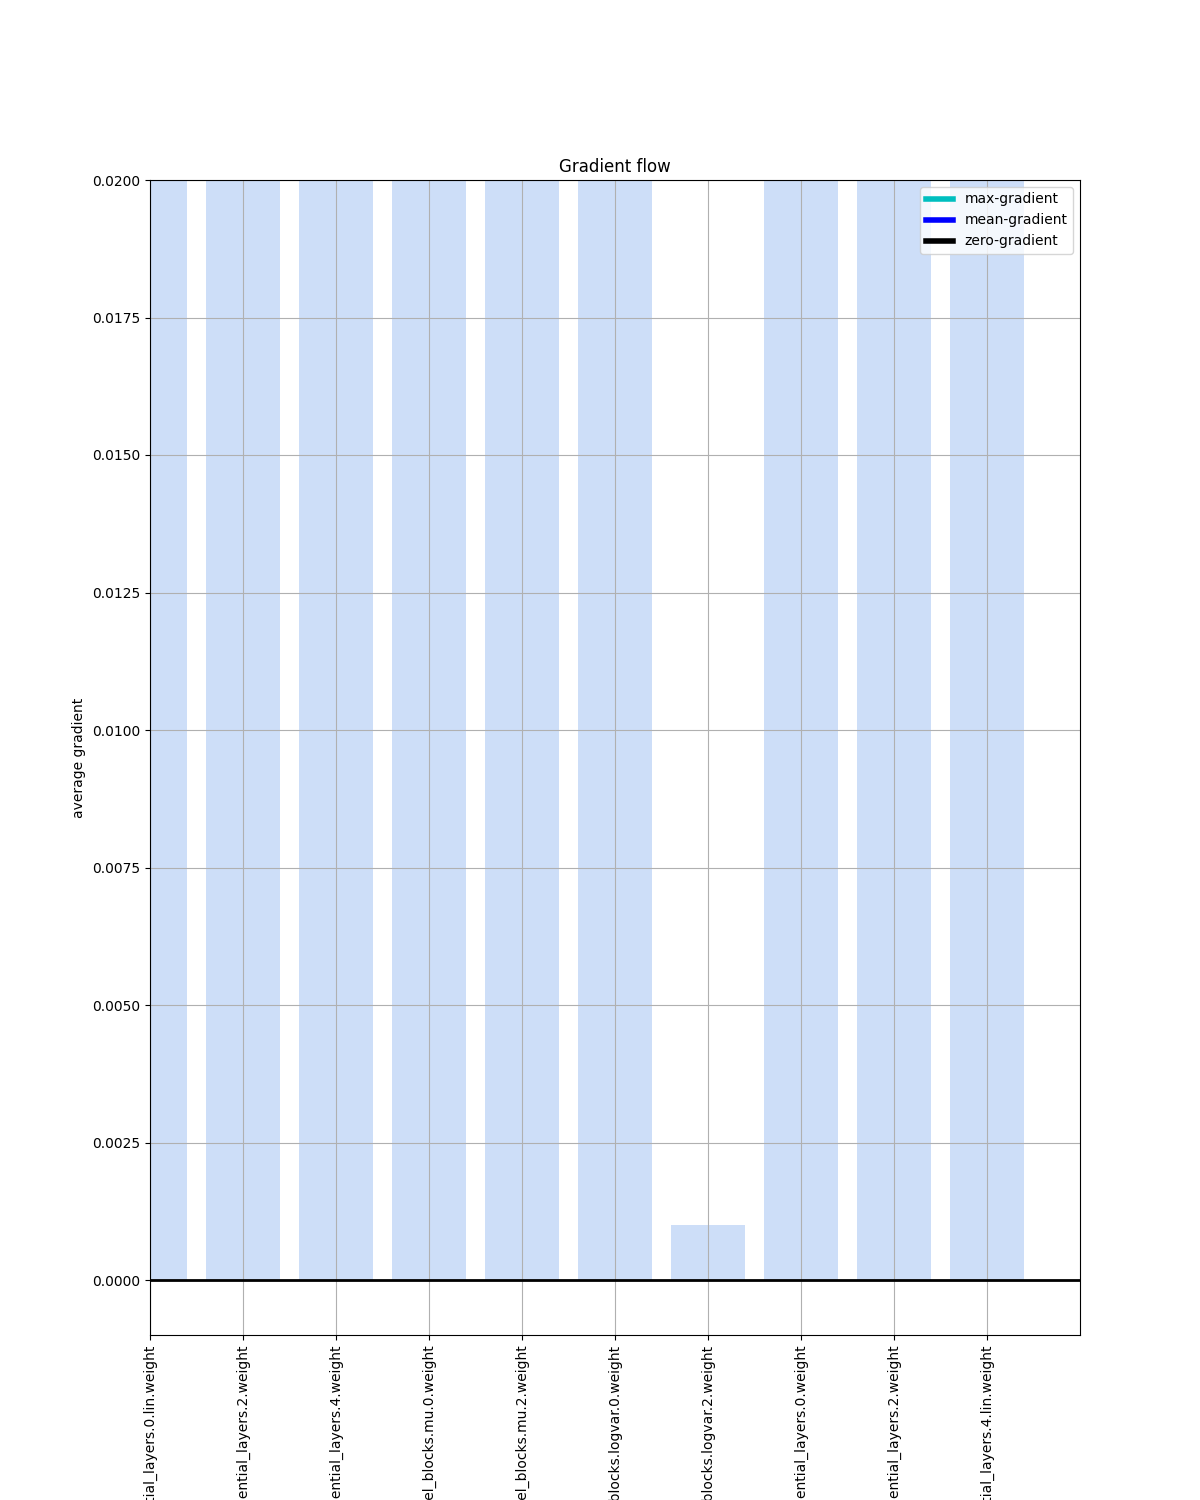 Gradient flow
0.0200
0.0175
0.0150
0.0125
0.0100
0.0075
0.0050
0.0025
0.0000
average gradient
max-gradient
mean-gradient
zero-gradient
tial_layers.0.lin.weight
ential_layers.2.weight
ential_layers.4.weight
el_blocks.mu.0.weight
el_blocks.mu.2.weight
blocks.logvar.0.weight
blocks.logvar.2.weight
ential_layers.0.weight
ential_layers.2.weight
tial_layers.4.lin.weight